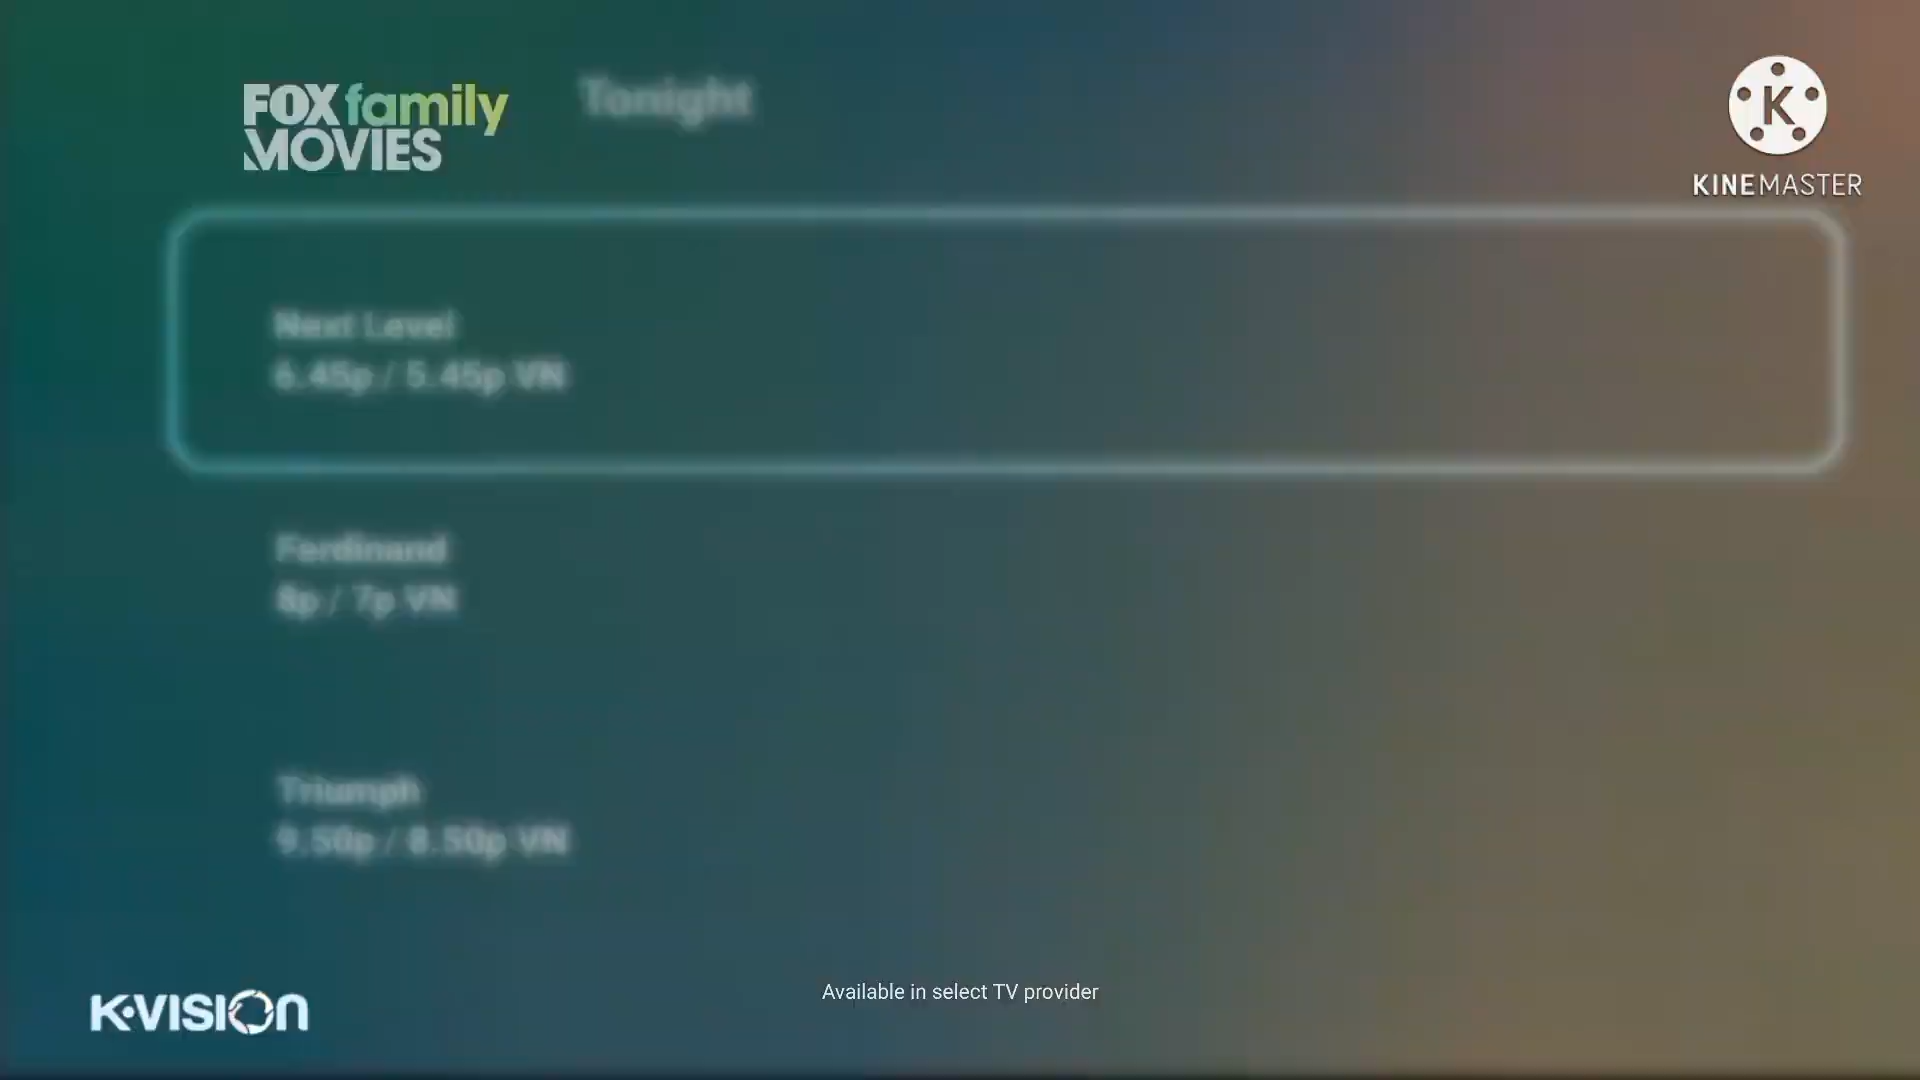 FOX family
MOVIES
Tonight
K
KINEMASTER
Next Level
6.45p / 5.45p VN
Ferdinand
8p / 7p VN
Triumph
9.50p / 8.50p VN
Available in select TV provider
K-VISION